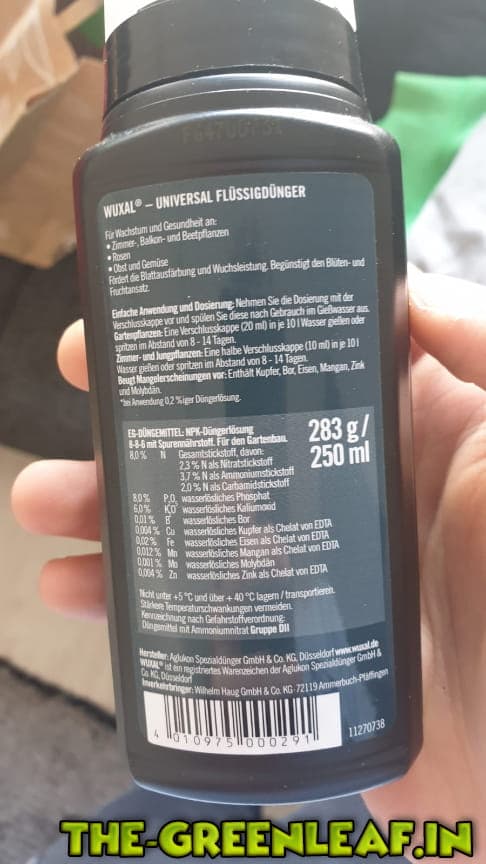 WUXAL® – UNIVERSAL FLÜSSIGDÜNGER
Für Wachstum und Gesundheit an:
• Zimmer-, Balkon- und Beetpflanzen
• Rosen
• Obst und Gemüse
Fördert die Blattausfärbung und Wuchsleistung. Begünstigt den Blüten- und
Fruchtansatz.
Einfache Anwendung und Dosierung: Nehmen Sie die Dosierung mit der
Verschlusskappe vor und spülen Sie diese nach Gebrauch im Gießwasser aus.
Gartenpflanzen: Eine Verschlusskappe (20 ml) in je 10 l Wasser gießen oder
spritzen im Abstand von 8 - 14 Tagen.
Zimmer- und Jungpflanzen: Eine halbe Verschlusskappe (10 ml) in je 10 l
Wasser gießen oder spritzen im Abstand von 8 - 14 Tagen.
Beugt Mangelerscheinungen vor: Enthält Kupfer, Bor, Eisen, Mangan, Zink
und Molybdän.
*bei Anwendung 0,2 %iger Düngerlösung.
EG-DÜNGEMITTEL: NPK-Düngerlösung
8-8-6 mit Spurennährstoff. Für den Gartenbau.
283 g /
250 ml
8,0 % N Gesamtstickstoff, davon:
2,3 % N als Nitratstickstoff
3,7 % N als Ammoniumstickstoff
2,0 % N als Carbamidstickstoff
8,0 % P₂O₅ wasserlösliches Phosphat
6,0 % K₂O wasserlösliches Kaliumoxid
0,01 % B wasserlösliches Bor
0,004 % Cu wasserlösliches Kupfer als Chelat von EDTA
0,02 % Fe wasserlösliches Eisen als Chelat von EDTA
0,012 % Mn wasserlösliches Mangan als Chelat von EDTA
0,001 % Mo wasserlösliches Molybdän
0,004 % Zn wasserlösliches Zink als Chelat von EDTA
Nicht unter +5 °C und über + 40 °C lagern / transportieren.
Stärkere Temperaturschwankungen vermeiden.
Kennzeichnung nach Gefahrstoffverordnung:
Düngemittel mit Ammoniumnitrat Gruppe DII
Hersteller: Aglukon Spezialdünger GmbH & Co. KG, Düsseldorf www.wuxal.de
WUXAL® ist ein registriertes Warenzeichen der Aglukon Spezialdünger GmbH &
Co. KG, Düsseldorf
Inverkehrbringer: Wilhelm Haug GmbH & Co. KG · 72119 Ammerbuch-Pfäffingen
4 010975 000291
11270738
THE-GREENLEAF.IN